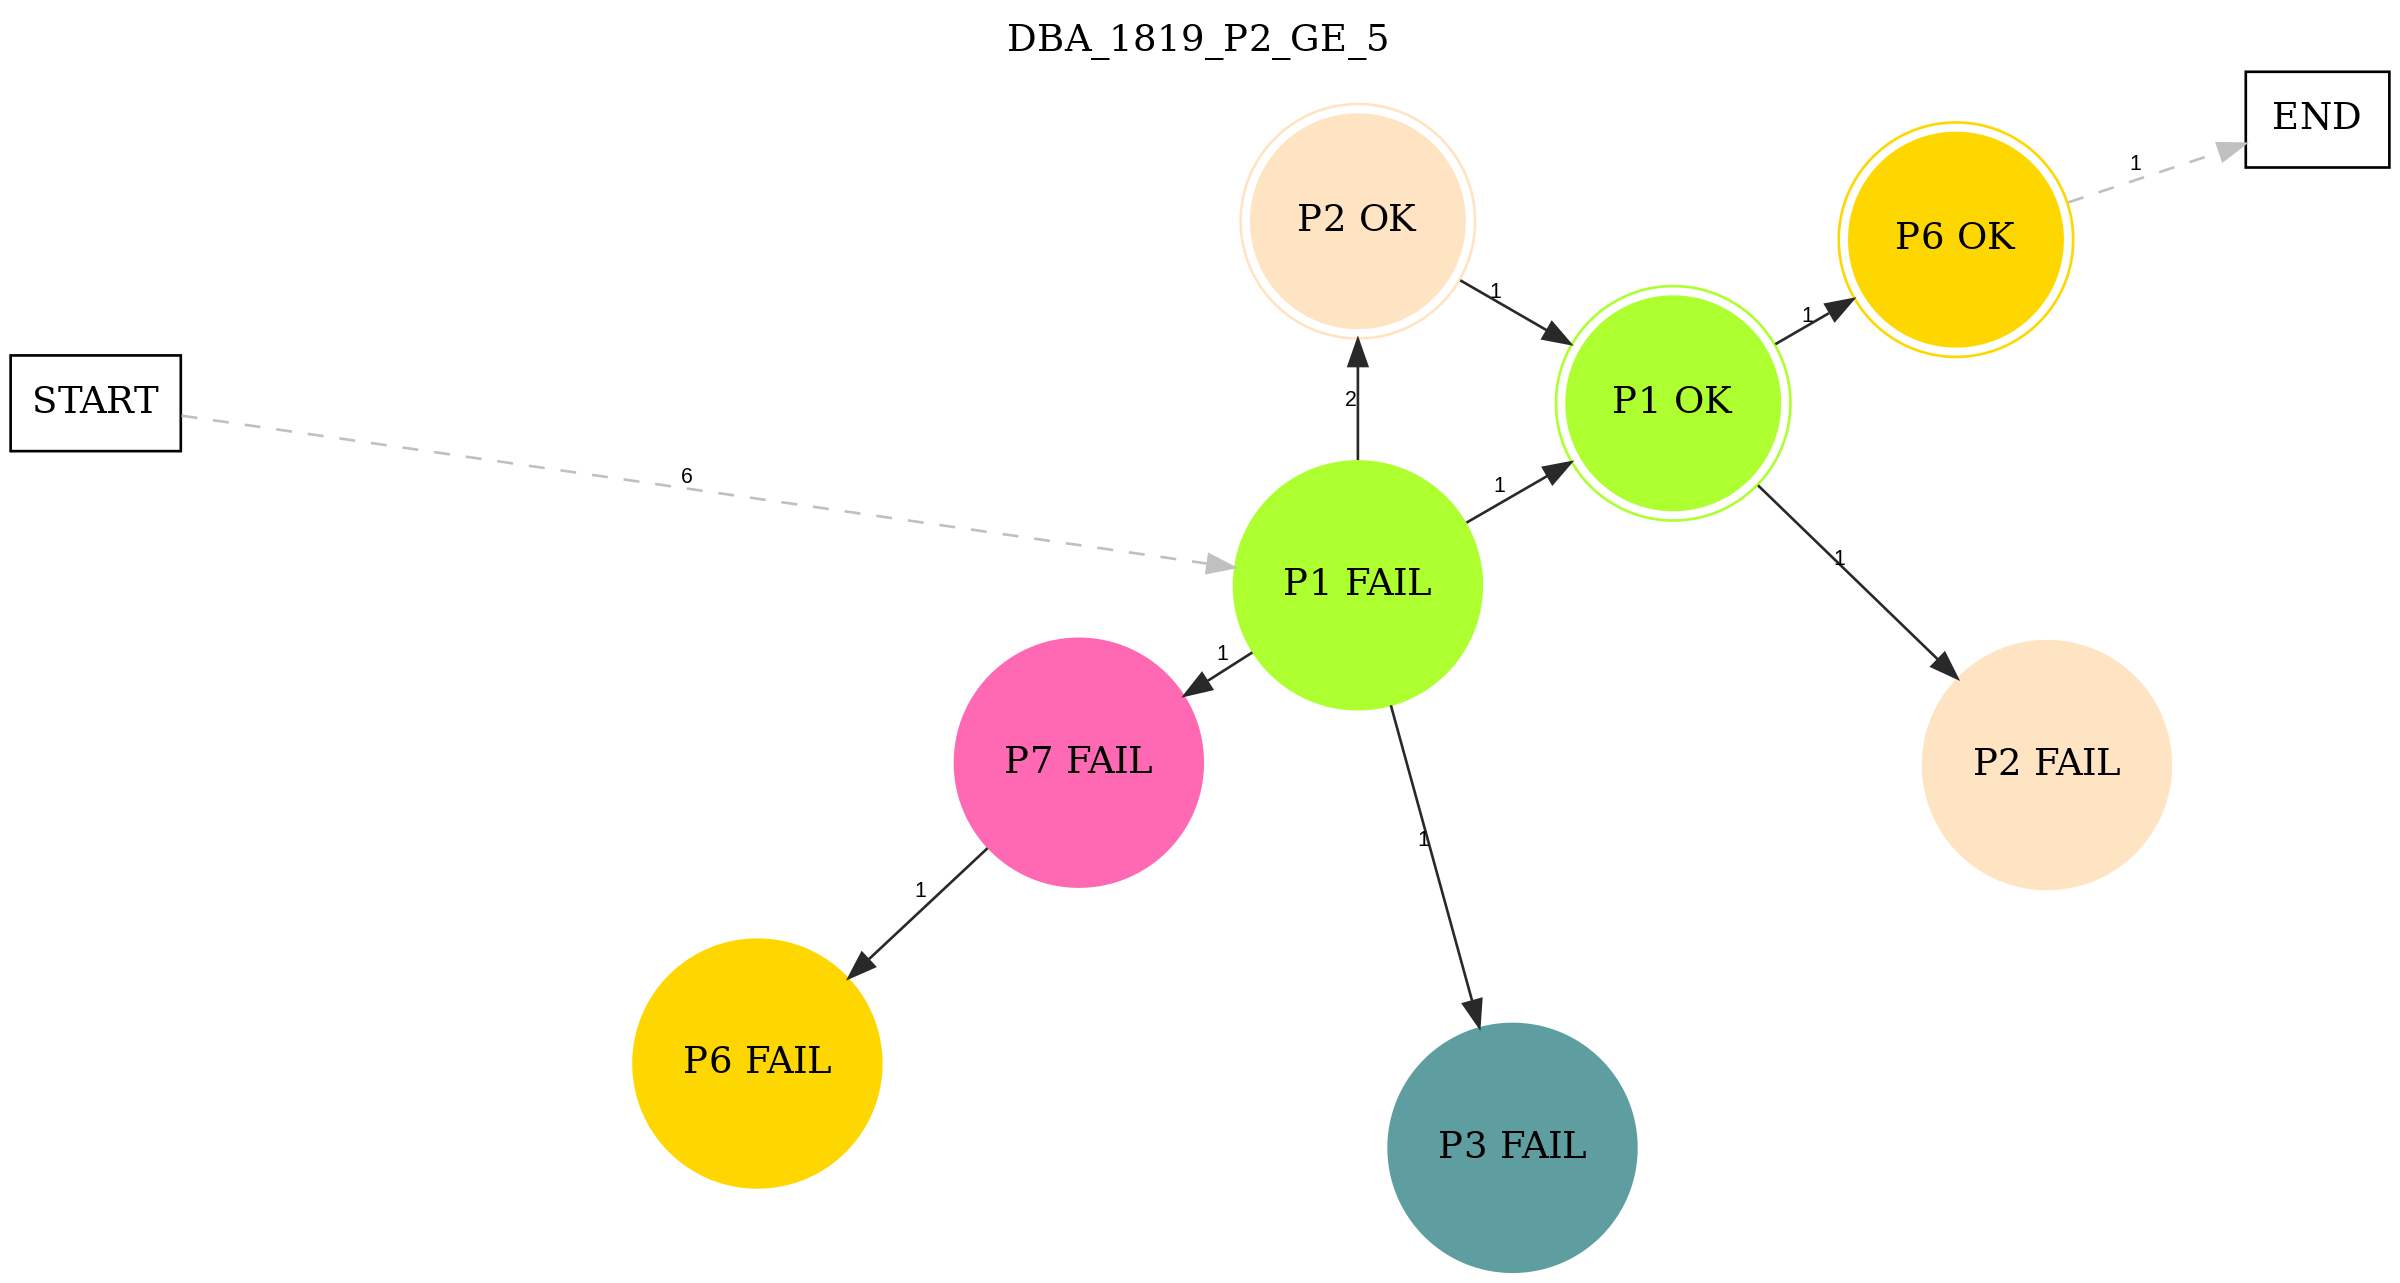 DBA_1819_P2_GE_5
END
1
P2 OK
P6 OK
1
1
START
2
P1 OK
6
1
1
P1 FAIL
1
P7 FAIL
P2 FAIL
1
1
P6 FAIL
P3 FAIL